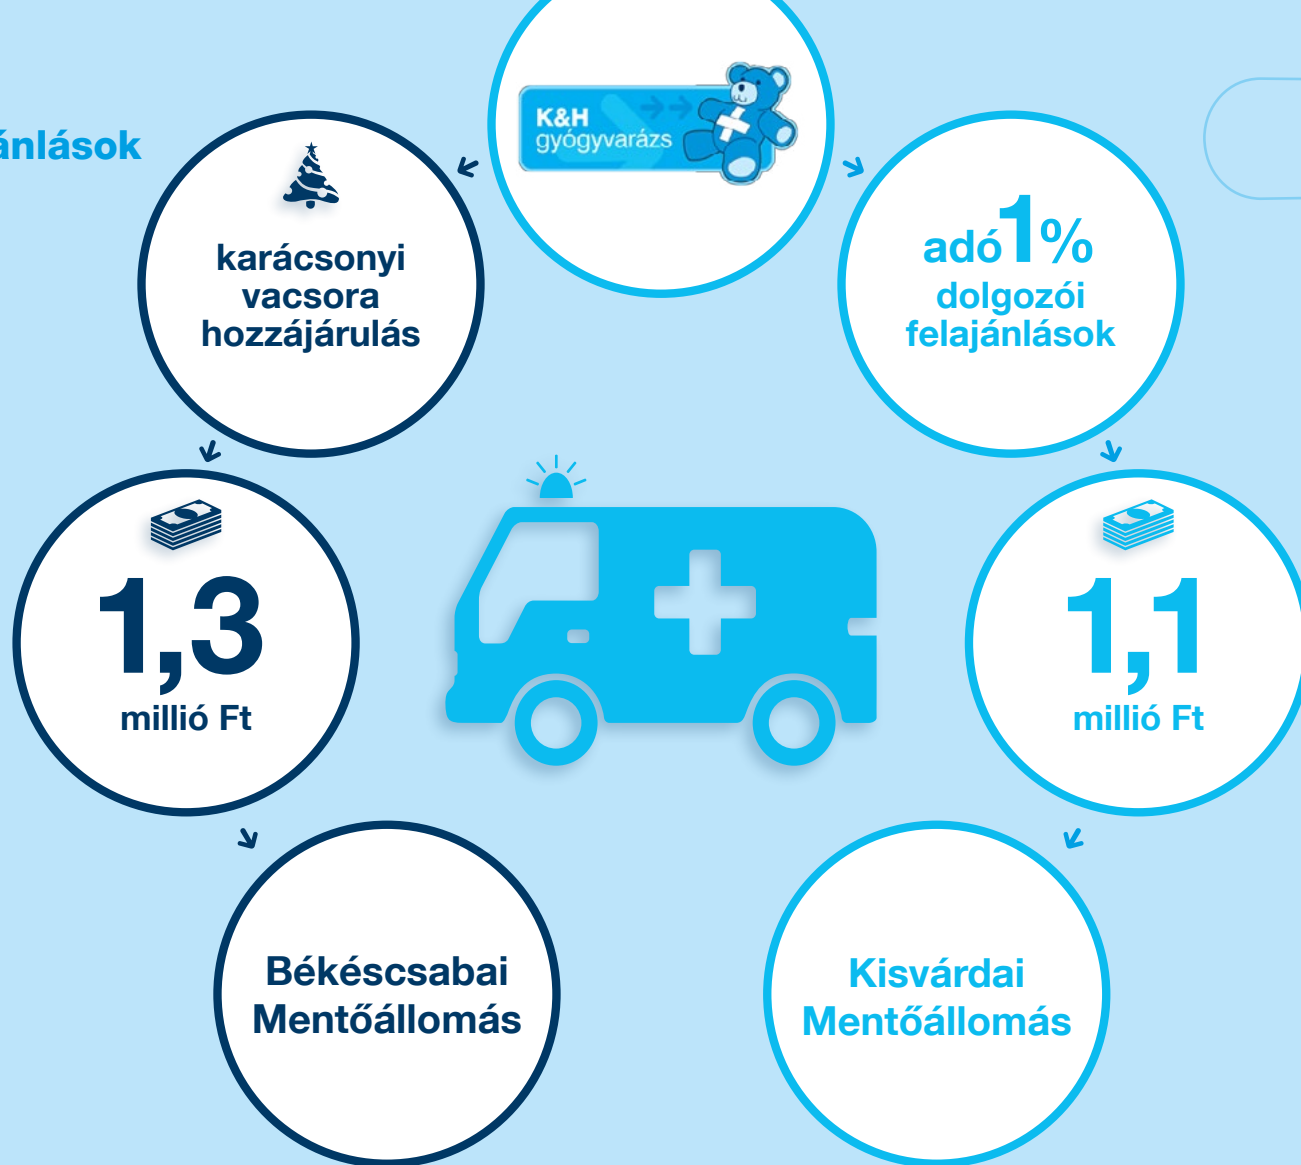 K&H
gyógyvarázs
karácsonyi
vacsora
hozzájárulás
adó1%
dolgozói
felajánlások
1,3
millió Ft
1,1
millió Ft
Békéscsabai
Mentőállomás
Kisvárdai
Mentőállomás